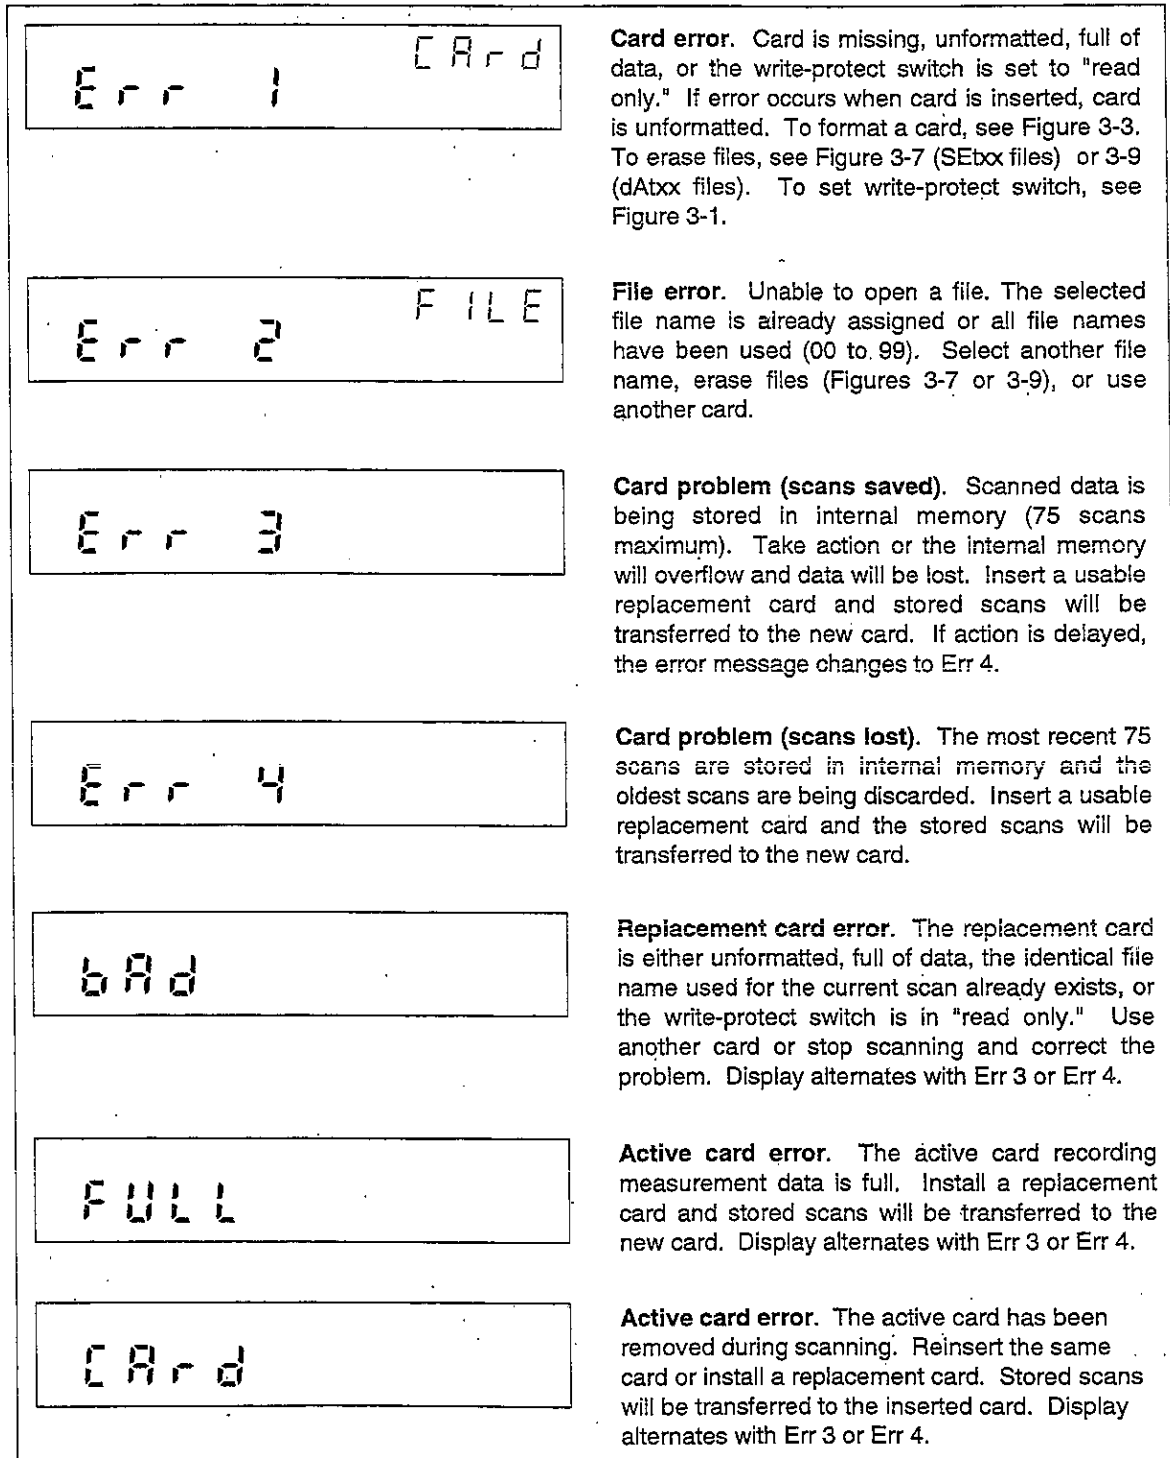 CArd
Err 1
Card error. Card is missing, unformatted, full of
data, or the write-protect switch is set to "read
only." If error occurs when card is inserted, card
is unformatted. To format a card, see Figure 3-3.
To erase files, see Figure 3-7 (SEtxx files) or 3-9
(dAtxx files). To set write-protect switch, see
Figure 3-1.
FILE
Err 2
File error. Unable to open a file. The selected
file name is already assigned or all file names
have been used (00 to 99). Select another file
name, erase files (Figures 3-7 or 3-9), or use
another card.
Err 3
Card problem (scans saved). Scanned data is
being stored in internal memory (75 scans
maximum). Take action or the internal memory
will overflow and data will be lost. Insert a usable
replacement card and stored scans will be
transferred to the new card. If action is delayed,
the error message changes to Err 4.
Err 4
Card problem (scans lost). The most recent 75
scans are stored in internal memory and the
oldest scans are being discarded. Insert a usable
replacement card and the stored scans will be
transferred to the new card.
bAd
Replacement card error. The replacement card
is either unformatted, full of data, the identical file
name used for the current scan already exists, or
the write-protect switch is in "read only." Use
another card or stop scanning and correct the
problem. Display alternates with Err 3 or Err 4.
FULL
Active card error. The active card recording
measurement data is full. Install a replacement
card and stored scans will be transferred to the
new card. Display alternates with Err 3 or Err 4.
CArd
Active card error. The active card has been
removed during scanning. Reinsert the same
card or install a replacement card. Stored scans
will be transferred to the inserted card. Display
alternates with Err 3 or Err 4.